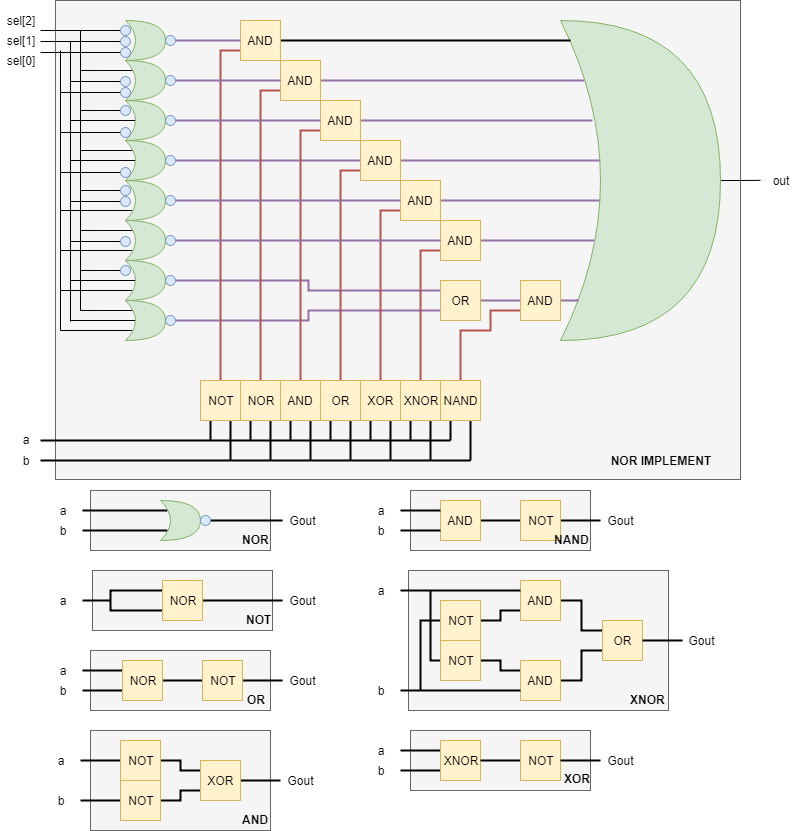 sel[2]
sel[1]
sel[0]
AND
AND
AND
AND
AND
AND
OR
AND
out
NOT
NOR
AND
OR
XOR
XNOR
NAND
a
b
NOR IMPLEMENT
a
b
Gout
NOR
a
b
AND
NOT
Gout
NAND
a
NOR
Gout
NOT
a
b
NOT
NOT
AND
AND
OR
Gout
XNOR
a
b
NOR
NOT
Gout
OR
a
b
NOT
NOT
XOR
Gout
AND
a
b
XNOR
NOT
Gout
XOR